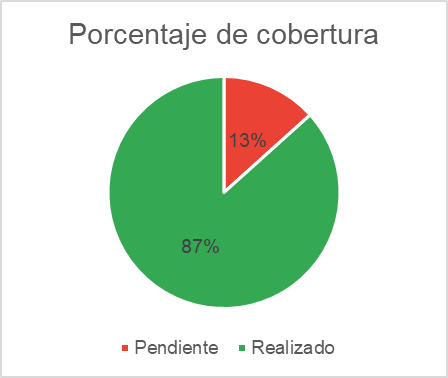 Porcentaje de cobertura
13%
87%
Pendiente Realizado